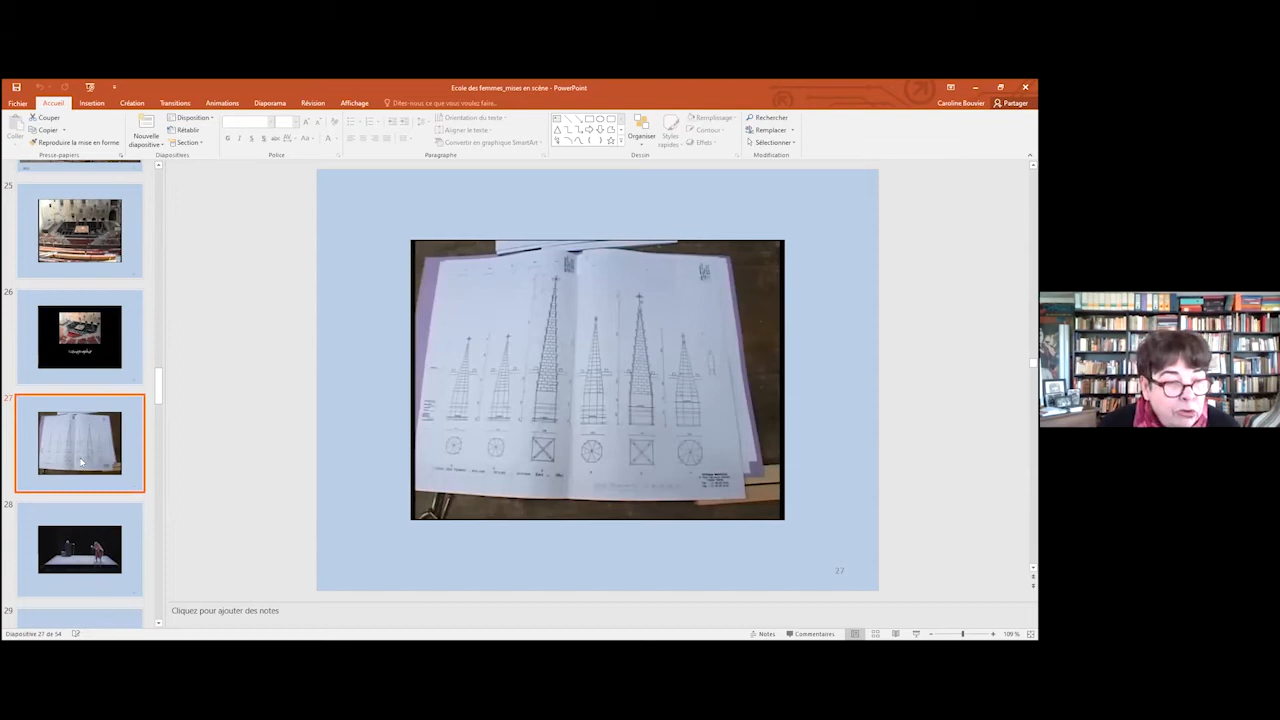 Ecole des femmes_mises en scène - PowerPoint
Fichier Accueil Insertion Création Transitions Animations Diaporama Révision Affichage Dites-nous ce que vous voulez faire... Caroline Bouvier Partager
Coller
Couper
Copier
Reproduire la mise en forme
Presse-papiers
Nouvelle diapositive
Disposition
Rétablir
Section
Diapositives
Police
Orientation du texte
Aligner le texte
Convertir en graphique SmartArt
Paragraphe
Organiser
Styles rapides
Remplissage
Contour
Effets
Dessin
Rechercher
Remplacer
Sélectionner
Modification
25
26
27
28
29
27
Cliquez pour ajouter des notes
Diapositive 27 de 54 Notes Commentaires 109 %